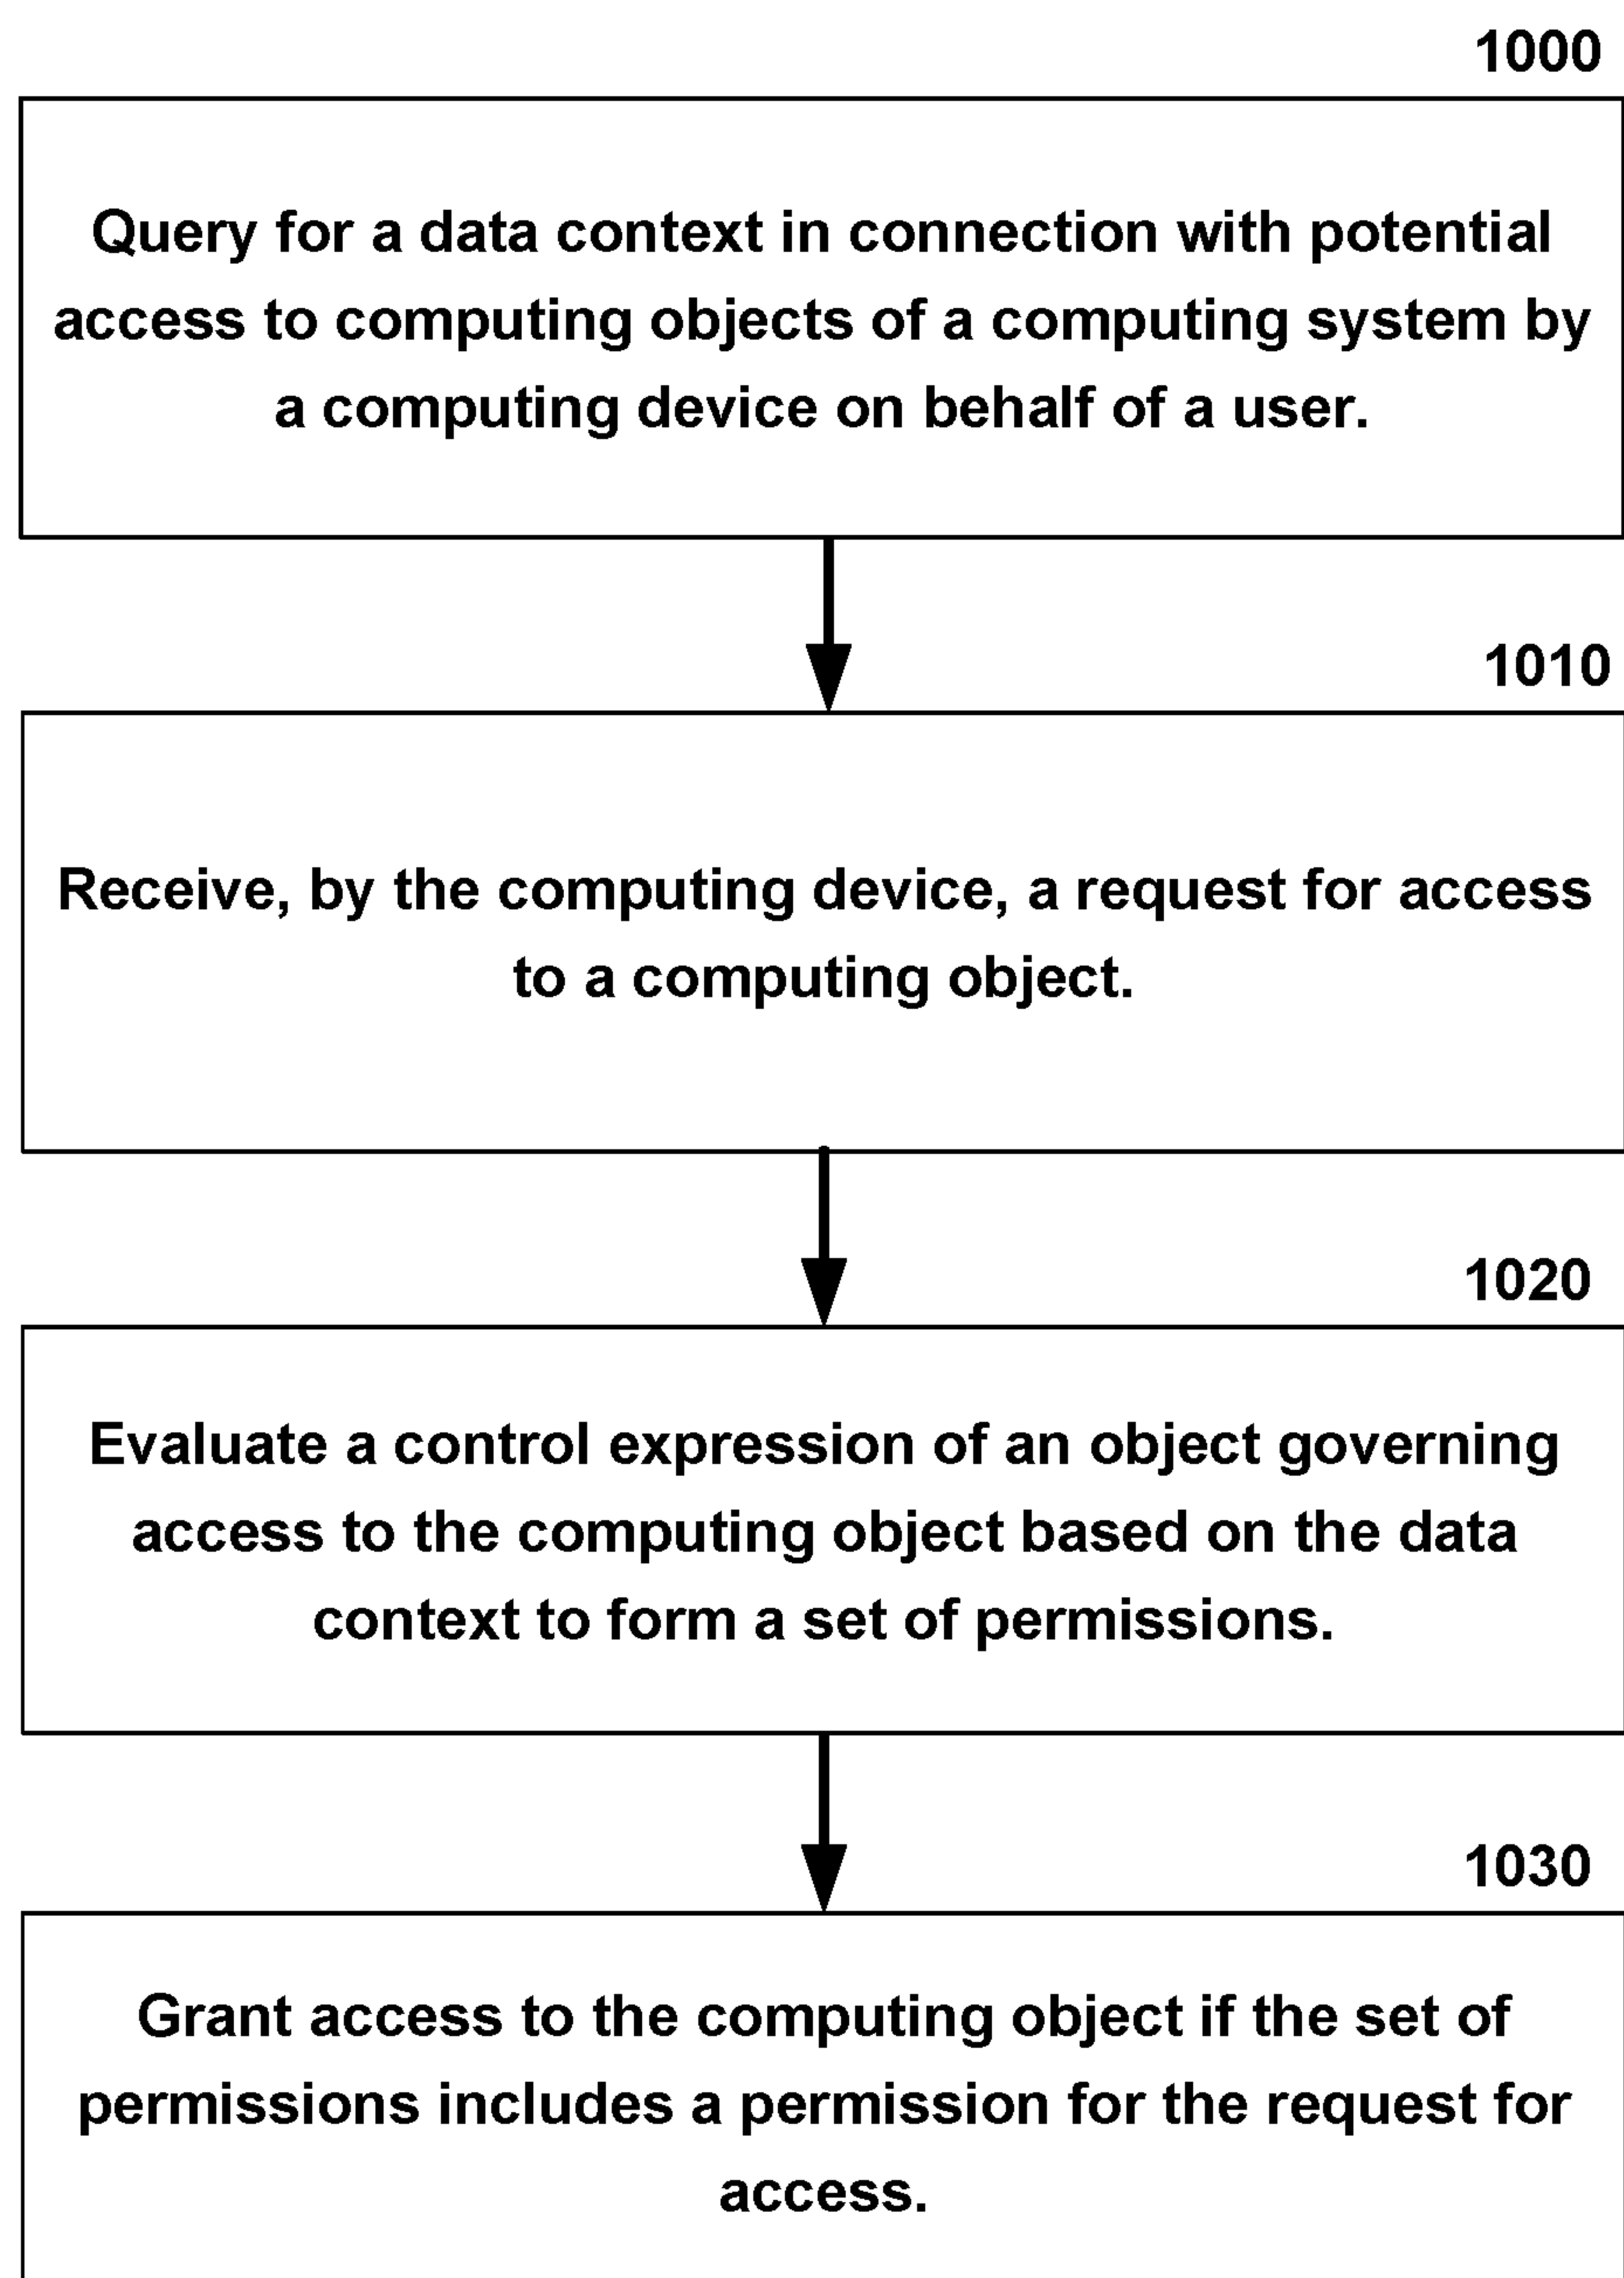 1000
Query for a data context in connection with potential
access to computing objects of a computing system by
a computing device on behalf of a user.
1010
Receive, by the computing device, a request for access
to a computing object.
1020
Evaluate a control expression of an object governing
access to the computing object based on the data
context to form a set of permissions.
1030
Grant access to the computing object if the set of
permissions includes a permission for the request for
access.